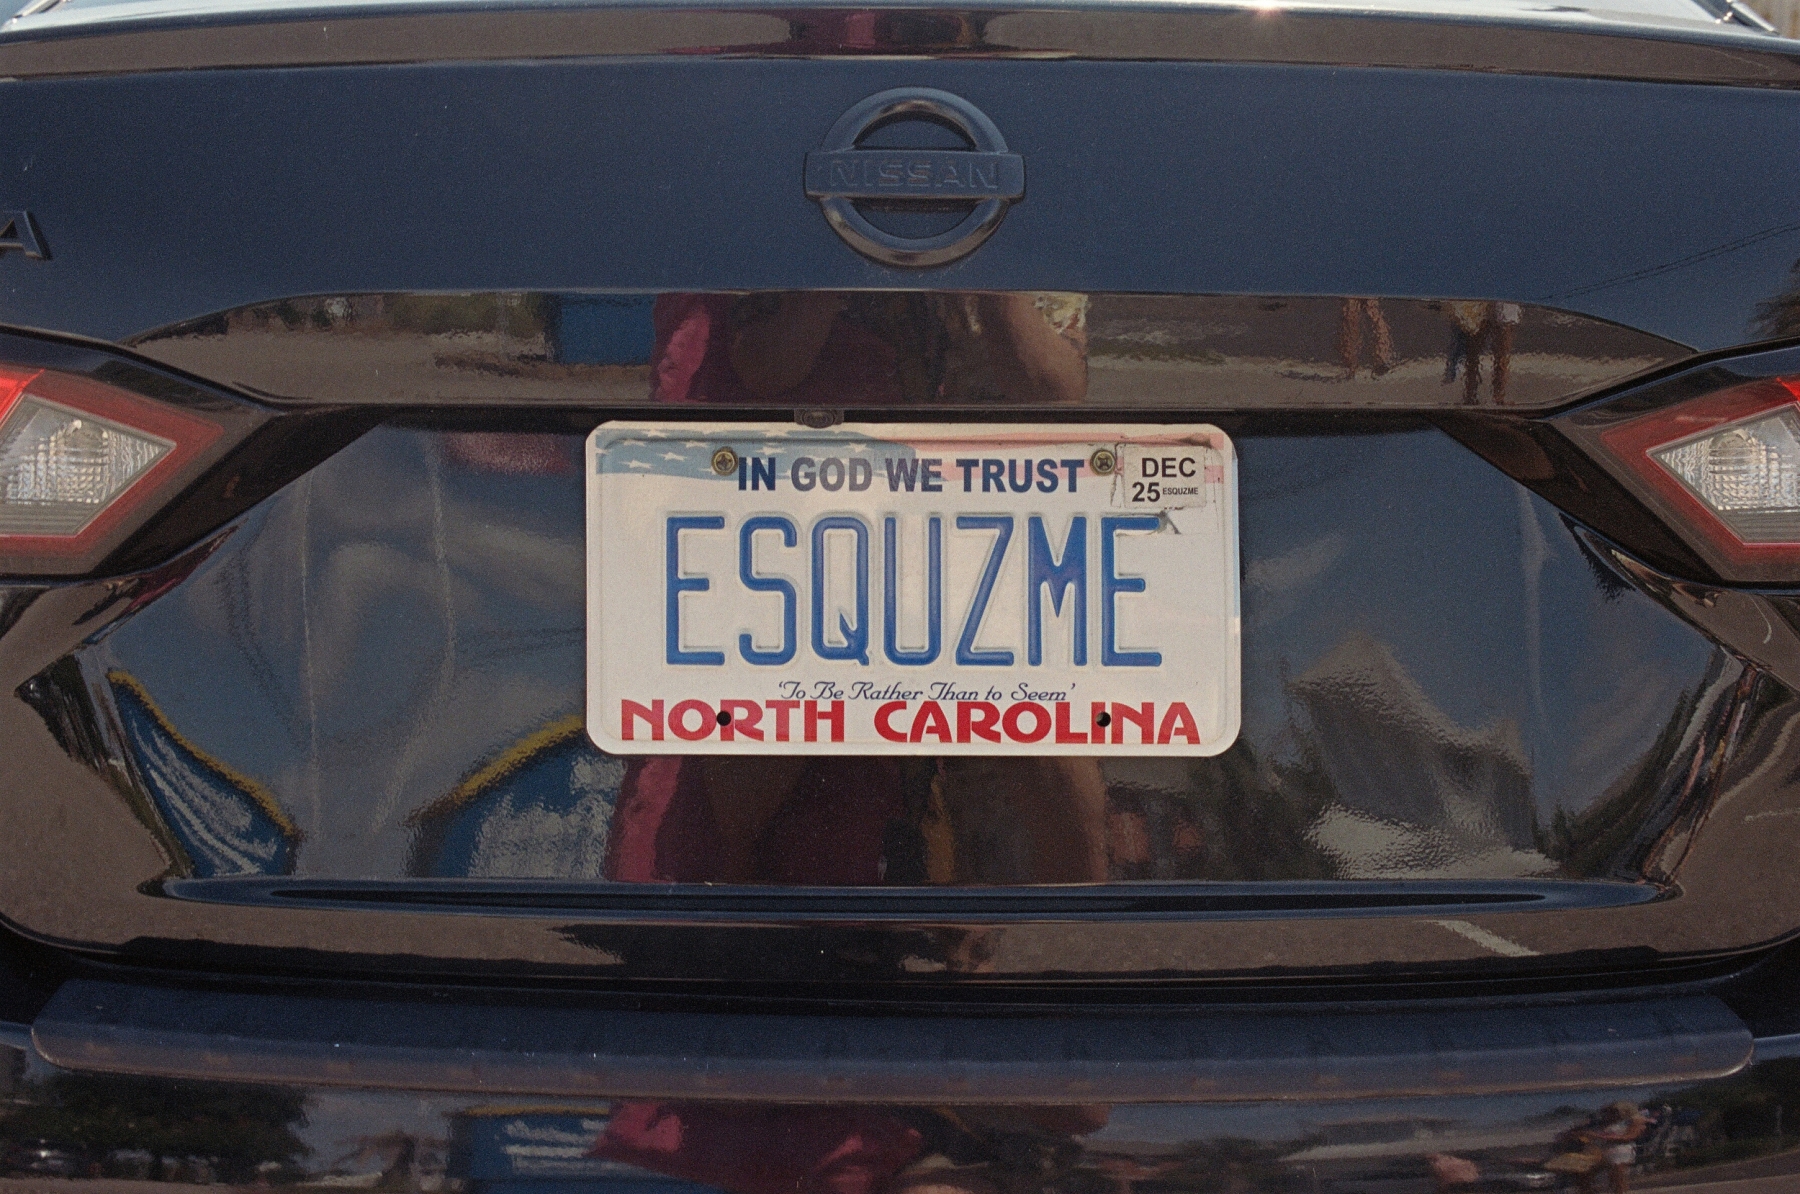 NISSAN
A
IN GOD WE TRUST
DEC
25 ESQUZME
ESQUZME
'To Be Rather Than to Seem'
NORTH CAROLINA